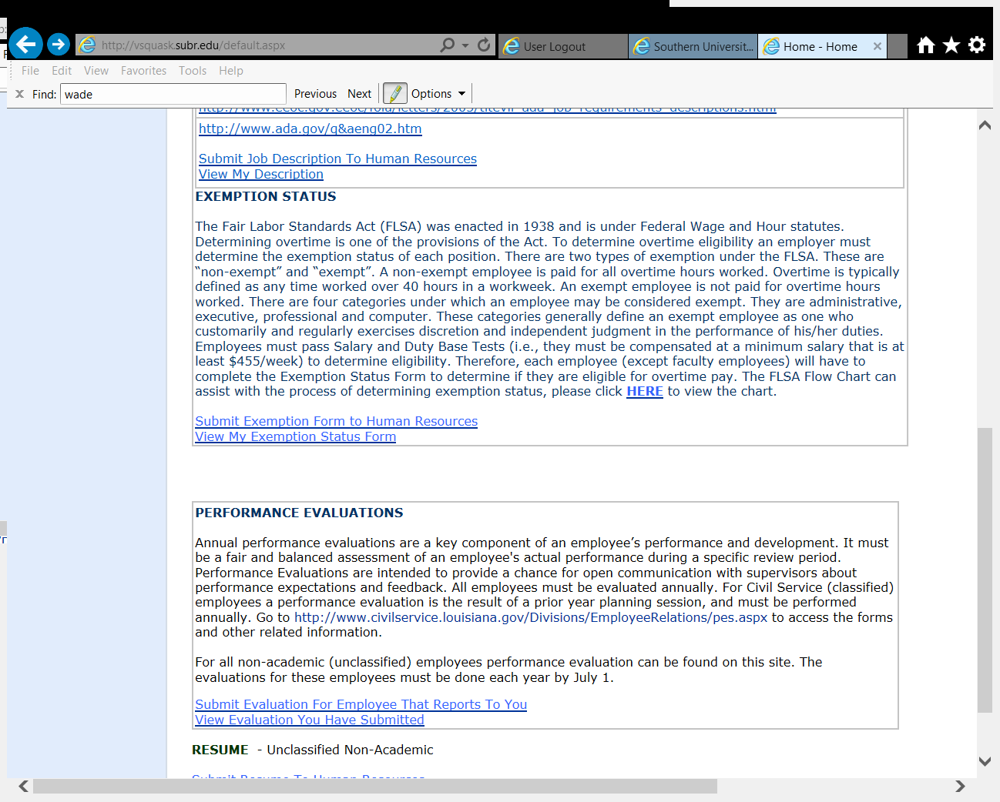 http://vsquask.subr.edu/default.aspx
User Logout
Southern Universit...
Home - Home
File Edit View Favorites Tools Help
x Find: wade Previous Next Options
http://www.ada.gov/q&aeng02.htm
Submit Job Description To Human Resources
View My Description
EXEMPTION STATUS
The Fair Labor Standards Act (FLSA) was enacted in 1938 and is under Federal Wage and Hour statutes.
Determining overtime is one of the provisions of the Act. To determine overtime eligibility an employer must
determine the exemption status of each position. There are two types of exemption under the FLSA. These are
“non-exempt” and “exempt”. A non-exempt employee is paid for all overtime hours worked. Overtime is typically
defined as any time worked over 40 hours in a workweek. An exempt employee is not paid for overtime hours
worked. There are four categories under which an employee may be considered exempt. They are administrative,
executive, professional and computer. These categories generally define an exempt employee as one who
customarily and regularly exercises discretion and independent judgment in the performance of his/her duties.
Employees must pass Salary and Duty Base Tests (i.e., they must be compensated at a minimum salary that is at
least $455/week) to determine eligibility. Therefore, each employee (except faculty employees) will have to
complete the Exemption Status Form to determine if they are eligible for overtime pay. The FLSA Flow Chart can
assist with the process of determining exemption status, please click HERE to view the chart.
Submit Exemption Form to Human Resources
View My Exemption Status Form
PERFORMANCE EVALUATIONS
Annual performance evaluations are a key component of an employee’s performance and development. It must
be a fair and balanced assessment of an employee's actual performance during a specific review period.
Performance Evaluations are intended to provide a chance for open communication with supervisors about
performance expectations and feedback. All employees must be evaluated annually. For Civil Service (classified)
employees a performance evaluation is the result of a prior year planning session, and must be performed
annually. Go to http://www.civilservice.louisiana.gov/Divisions/EmployeeRelations/pes.aspx to access the forms
and other related information.
For all non-academic (unclassified) employees performance evaluation can be found on this site. The
evaluations for these employees must be done each year by July 1.
Submit Evaluation For Employee That Reports To You
View Evaluation You Have Submitted
RESUME - Unclassified Non-Academic
Submit Resume To Human Resources